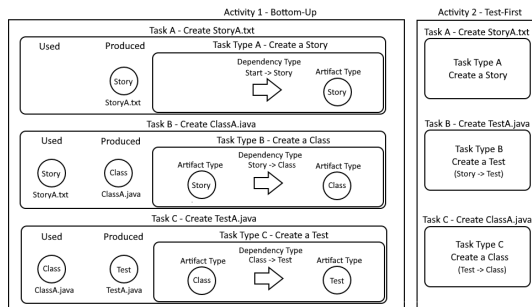 Activity 1 - Bottom-Up
Task A - Create StoryA.txt
Used
Produced
Task Type A - Create a Story
Story
StoryA.txt
Dependency Type
Start -> Story
Artifact Type
Story
Task B - Create ClassA.java
Used
Produced
Task Type B - Create a Class
Story
StoryA.txt
Class
ClassA.java
Artifact Type
Story
Dependency Type
Story -> Class
Artifact Type
Class
Task C - Create TestA.java
Used
Produced
Task Type C - Create a Test
Class
ClassA.java
Test
TestA.java
Artifact Type
Class
Dependency Type
Class -> Test
Artifact Type
Test
Activity 2 - Test-First
Task A - Create StoryA.txt
Task Type A
Create a Story
Task B - Create TestA.java
Task Type B
Create a Test
(Story -> Test)
Task C - Create ClassA.java
Task Type C
Create a Class
(Test -> Class)